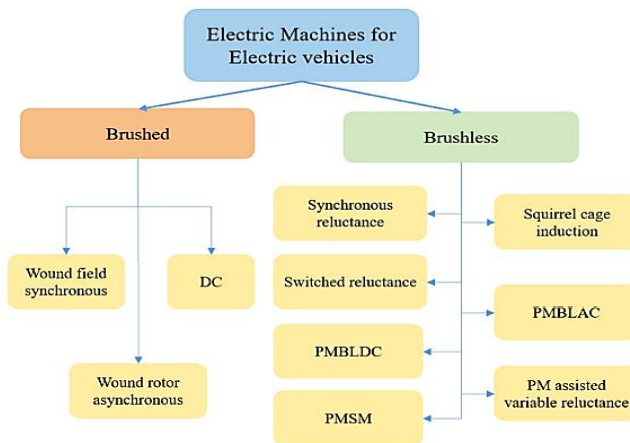 Electric Machines for
Electric vehicles
Brushed
Brushless
Wound field
synchronous
DC
Wound rotor
asynchronous
Synchronous
reluctance
Squirrel cage
induction
Switched reluctance
PMBLAC
PMBLDC
PM assisted
variable reluctance
PMSM